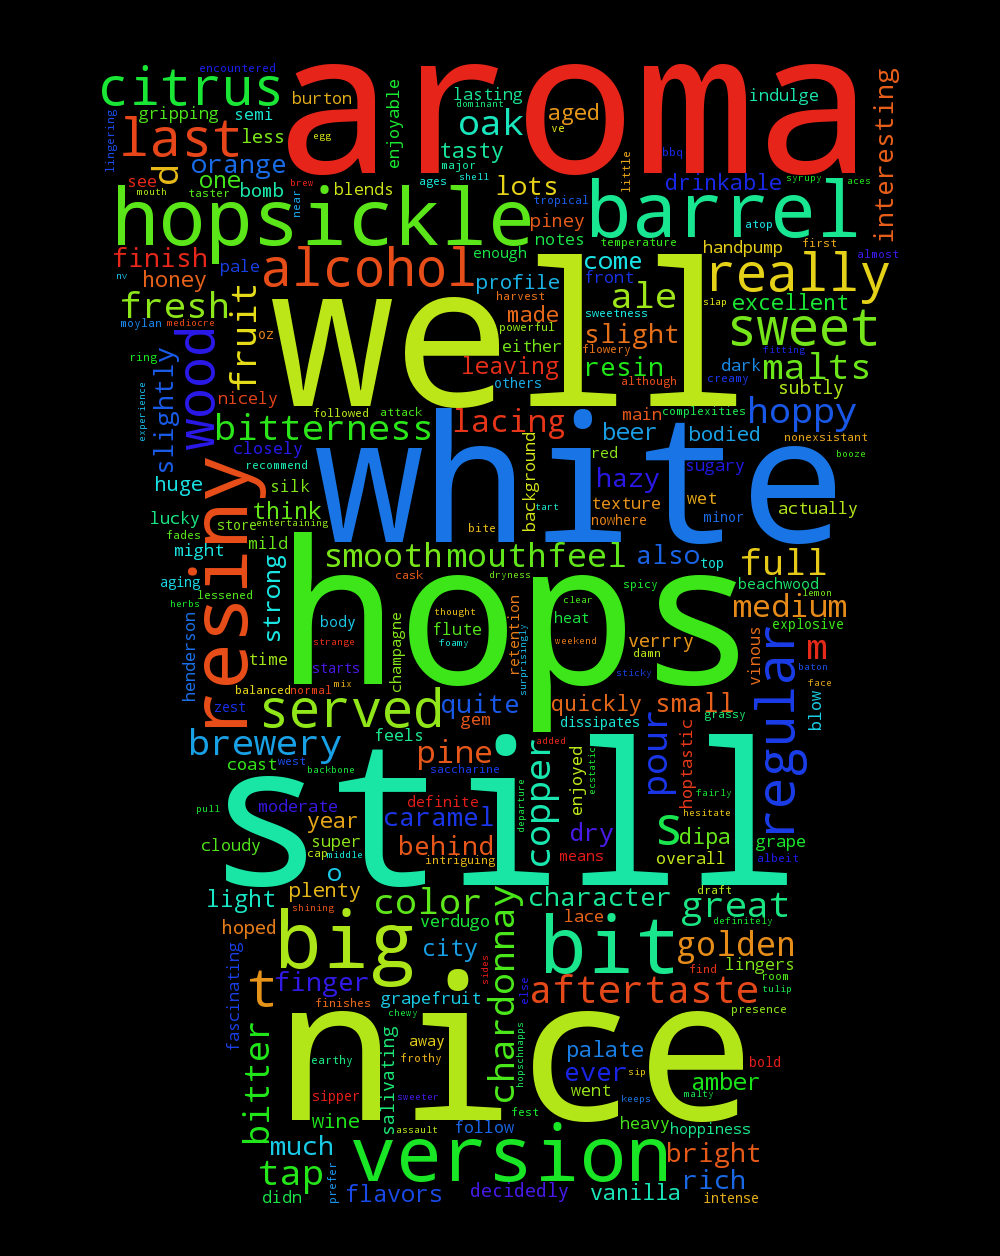 encountered
citrus
aroma
burton
enjoyable
lasting
dominant
aged
indulge
interesting
gripping
semi
oak
ve
lingering
last
less
egg
tasty
major
little
bbq
d
orange
see
one
bomb
brew
blends
ages
shell
lots
drinkable
syrupy
aces
mouth
taster
near
tropical
hopsickle
piney
barrel
atop
notes
temperature
handpump
first
finish
pale
alcohol
enough
come
almost
nv
honey
profile
front
really
fresh
fruit
well
harvest
made
ale
slap
excellent
moylan
mediocre
oz
powerful
sweetness
slight
sweet
wood
either
flowery
fitting
ring
slightly
leaving
resin
dark
malts
nicely
others
although
creamy
subtly
experience
followed
attack
lacing
main
complexities
hoppy
bitterness
white
beer
bodied
nonexsistant
closely
background
red
booze
recommend
hazy
sugary
huge
silk
texture
wet
actually
resiny
think
tart
lucky
store
entertaining
bite
nowhere
minor
fades
mild
might
smooth
mouthfeel
also
top
full
strong
aging
cask
dryness
spicy
beachwood
herbs
lessened
hops
clear
lemon
thought
retention
heat
medium
body
flute
explosive
henderson
strange
foamy
weekend
verrry
vinous
regular
m
time
champagne
surprisingly
damn
starts
sticky
baton
balanced
normal
mix
face
zest
served
quite
quickly
small
blow
gem
dissipates
grassy
brewery
feels
pine
added
copper
enjoyed
pour
hoptastic
coast
west
backbone
still
saccharine
ecstatic
departure
fairly
pull
moderate
definite
hesitate
year
caramel
dry
s
dipa
grape
cloudy
super
behind
cap
middle
intriguing
means
overall
albeit
o
light
plenty
color
character
draft
great
shining
chardonnay
lace
definitely
hoped
big
verdugo
bit
golden
fascinating
city
sides
find
lingers
t
finger
else
aftertaste
room
tulip
finishes
grapefruit
presence
chewy
nice
hopschnapps
bitter
salivating
away
palate
earthy
frothy
ever
sip
bold
went
amber
sipper
sweeter
keeps
malty
wine
fest
assault
follow
heavy
hoppiness
much
version
bright
tap
prefer
rich
didn
flavors
decidedly
vanilla
intense